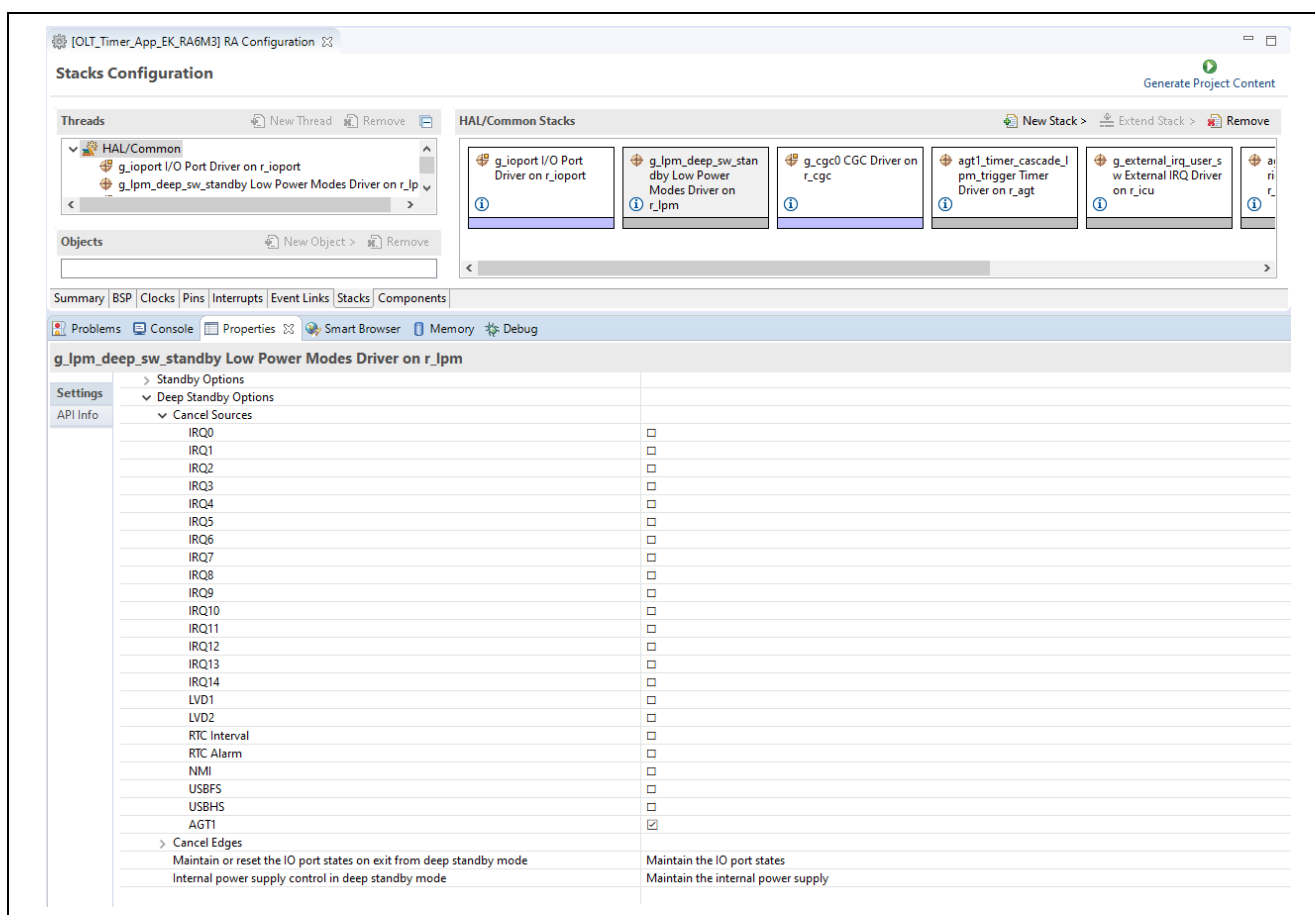 [OLT_Timer_App_EK_RA6M3] RA Configuration
Stacks Configuration
Generate Project Content
Threads New Thread Remove
HAL/Common Stacks New Stack > Extend Stack > Remove
HAL/Common
g_ioport I/O Port Driver on r_ioport
g_lpm_deep_sw_standby Low Power Modes Driver on r_lp
g_ioport I/O Port
Driver on r_ioport
g_lpm_deep_sw_stan
dby Low Power
Modes Driver on
r_lpm
g_cgc0 CGC Driver on
r_cgc
agt1_timer_cascade_l
pm_trigger Timer
Driver on r_agt
g_external_irq_user_s
w External IRQ Driver
on r_icu
Objects New Object > Remove
Summary BSP Clocks Pins Interrupts Event Links Stacks Components
Problems Console Properties Smart Browser Memory Debug
g_lpm_deep_sw_standby Low Power Modes Driver on r_lpm
Settings
API Info
Standby Options
Deep Standby Options
Cancel Sources
IRQ0
IRQ1
IRQ2
IRQ3
IRQ4
IRQ5
IRQ6
IRQ7
IRQ8
IRQ9
IRQ10
IRQ11
IRQ12
IRQ13
IRQ14
LVD1
LVD2
RTC Interval
RTC Alarm
NMI
USBFS
USBHS
AGT1
Cancel Edges
Maintain or reset the IO port states on exit from deep standby mode Maintain the IO port states
Internal power supply control in deep standby mode Maintain the internal power supply